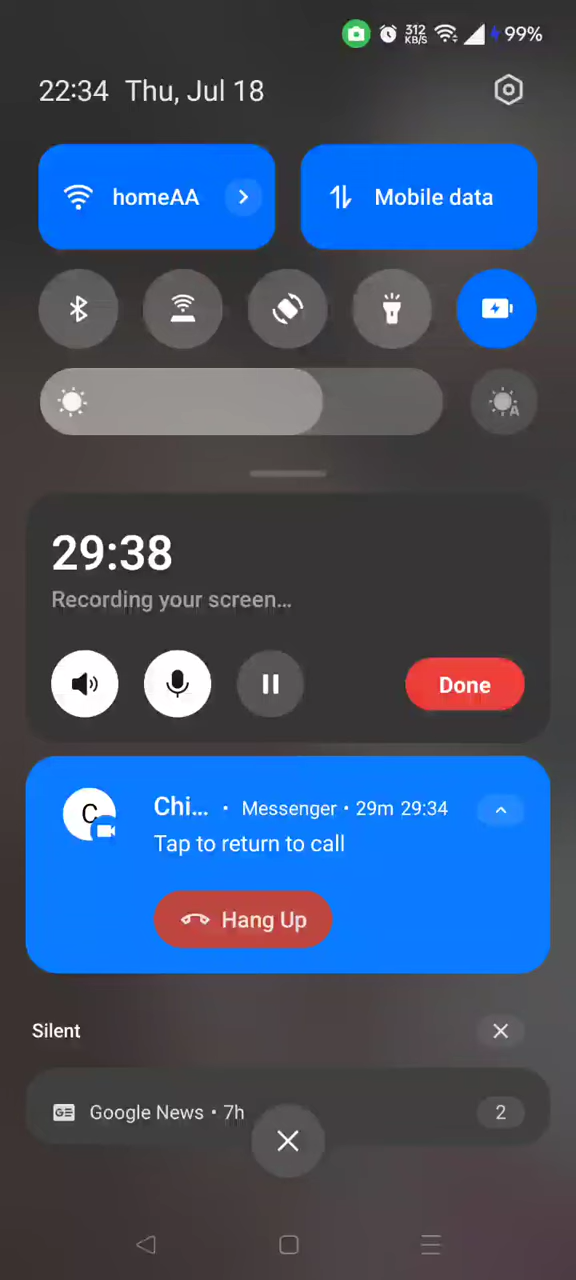 312
KB/S
99%
22:34 Thu, Jul 18
homeAA
Mobile data
A
29:38
Recording your screen...
Done
C
Chi... • Messenger • 29m 29:34
Tap to return to call
Hang Up
Silent
GE Google News • 7h
2